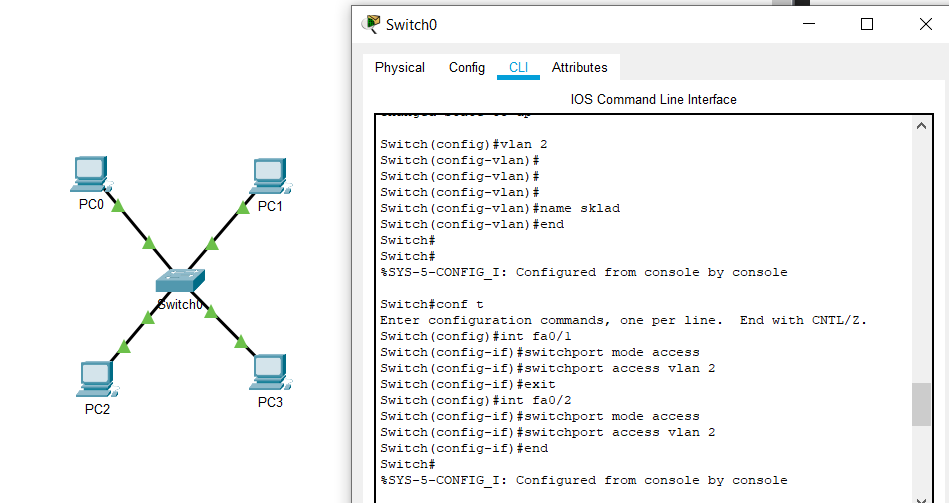 Switch0
Physical Config CLI Attributes
IOS Command Line Interface
changed state to up
Switch(config)#vlan 2
Switch(config-vlan)#
Switch(config-vlan)#
Switch(config-vlan)#
Switch(config-vlan)#name sklad
Switch(config-vlan)#end
Switch#
Switch#
%SYS-5-CONFIG_I: Configured from console by console
Switch#conf t
Enter configuration commands, one per line.  End with CNTL/Z.
Switch(config)#int fa0/1
Switch(config-if)#switchport mode access
Switch(config-if)#switchport access vlan 2
Switch(config-if)#exit
Switch(config)#int fa0/2
Switch(config-if)#switchport mode access
Switch(config-if)#switchport access vlan 2
Switch(config-if)#end
Switch#
%SYS-5-CONFIG_I: Configured from console by console
PC0
PC1
Switch0
PC2
PC3